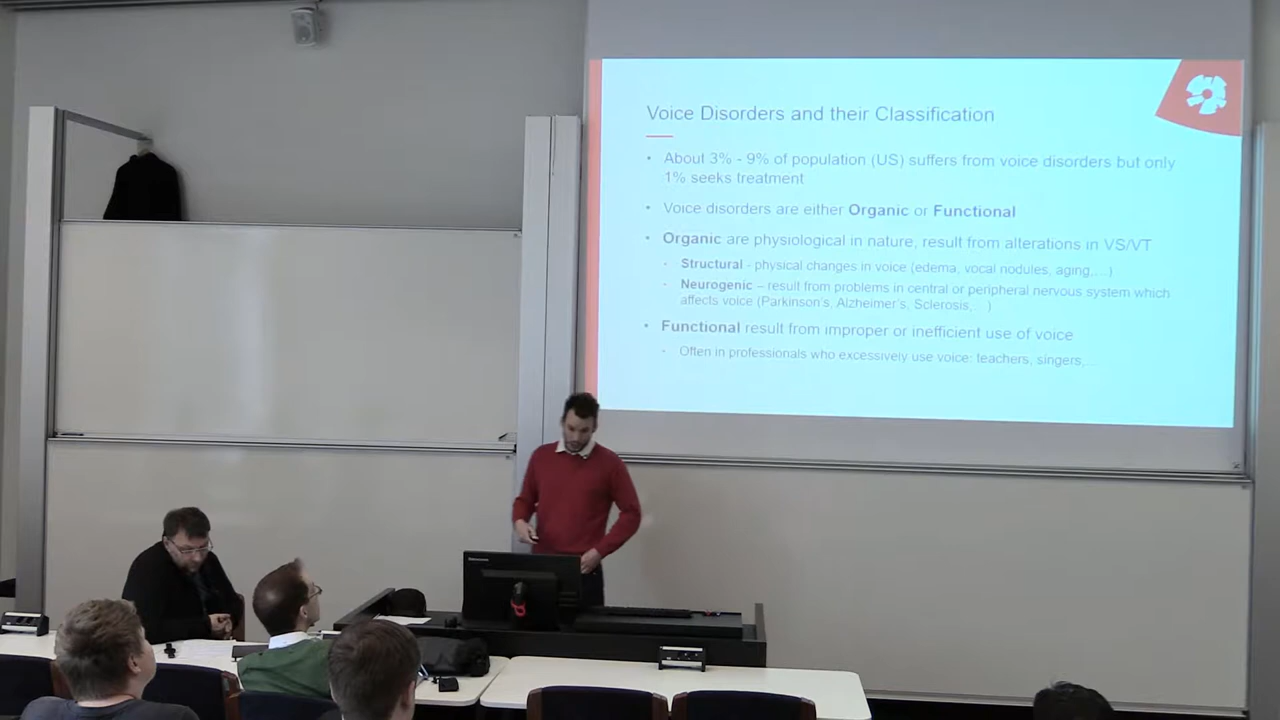 Voice Disorders and their Classification
• About 3% - 9% of population (US) suffers from voice disorders but only
1% seeks treatment
• Voice disorders are either Organic or Functional
• Organic are physiological in nature, result from alterations in VS/VT
- Structural - physical changes in voice (edema, vocal nodules, aging,...)
- Neurogenic – result from problems in central or peripheral nervous system which
affects voice (Parkinson's, Alzheimer's, Sclerosis,...)
• Functional result from improper or inefficient use of voice
- Often in professionals who excessively use voice: teachers, singers,...